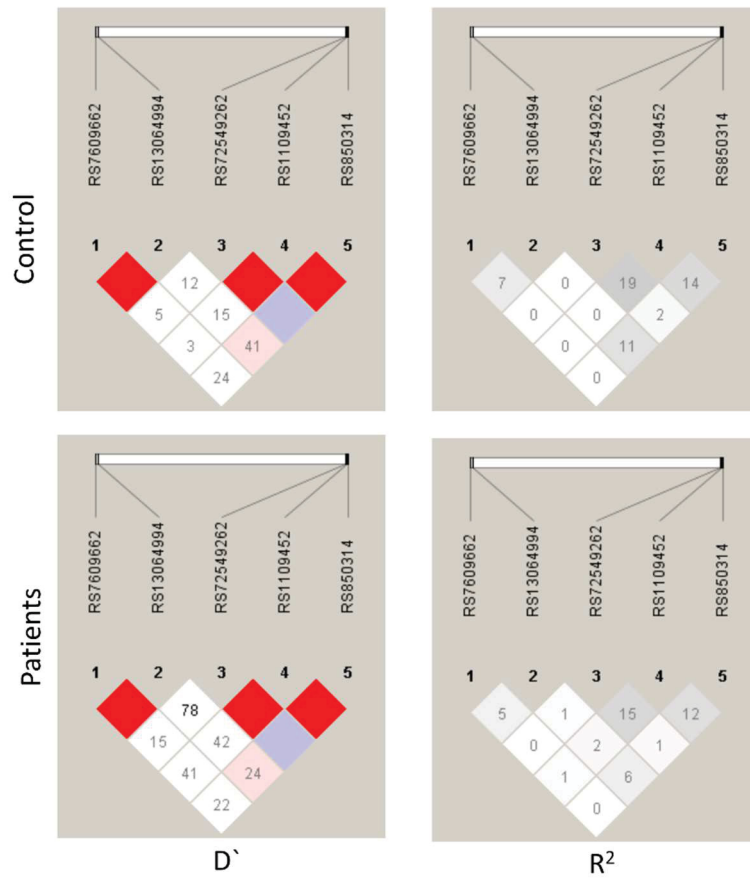 Control
RS7609662
RS13064994
RS72549262
RS1109452
RS850314
1 2 3 4 5
12
5 15
3 41
24
RS7609662
RS13064994
RS72549262
RS1109452
RS850314
1 2 3 4 5
7 0 19 14
0 0 2
0 11
0
Patients
RS7609662
RS13064994
RS72549262
RS1109452
RS850314
1 2 3 4 5
78
15 42
41 24
22
RS7609662
RS13064994
RS72549262
RS1109452
RS850314
1 2 3 4 5
5 1 15 12
0 2 1
1 6
0
D`
R²